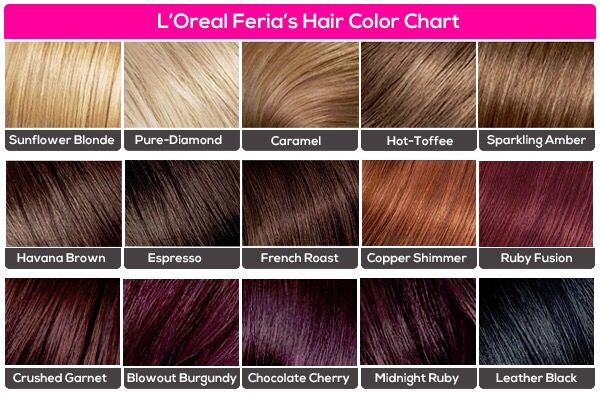 L'Oreal Feria's Hair Color Chart
Sunflower Blonde Pure-Diamond Caramel Hot-Toffee Sparkling Amber
Havana Brown Espresso French Roast Copper Shimmer Ruby Fusion
Crushed Garnet Blowout Burgundy Chocolate Cherry Midnight Ruby Leather Black